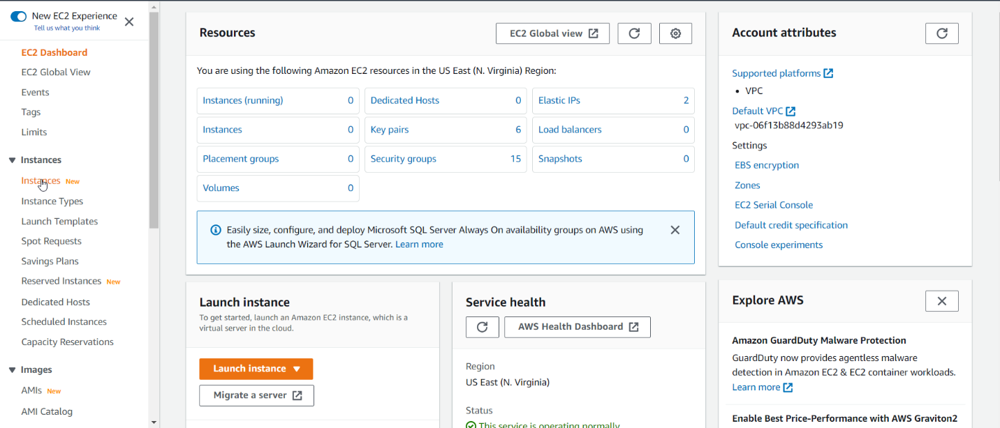 New EC2 Experience
Tell us what you think
EC2 Dashboard
EC2 Global View
Events
Tags
Limits
Instances
Instances New
Instance Types
Launch Templates
Spot Requests
Savings Plans
Reserved Instances New
Dedicated Hosts
Scheduled Instances
Capacity Reservations
Images
AMIs New
AMI Catalog
Resources
EC2 Global view
You are using the following Amazon EC2 resources in the US East (N. Virginia) Region:
Instances (running) 0
Dedicated Hosts 0
Elastic IPs 2
Instances 0
Key pairs 6
Load balancers 0
Placement groups 0
Security groups 15
Snapshots 0
Volumes 0
Easily size, configure, and deploy Microsoft SQL Server Always On availability groups on AWS using
the AWS Launch Wizard for SQL Server. Learn more
Launch instance
To get started, launch an Amazon EC2 instance, which is a
virtual server in the cloud.
Launch instance
Migrate a server
Service health
AWS Health Dashboard
Region
US East (N. Virginia)
Status
This service is operating normally
Account attributes
Supported platforms
• VPC
Default VPC
vpc-06f13b88d4293ab19
Settings
EBS encryption
Zones
EC2 Serial Console
Default credit specification
Console experiments
Explore AWS
Amazon GuardDuty Malware Protection
GuardDuty now provides agentless malware
detection in Amazon EC2 & EC2 container workloads.
Learn more
Enable Best Price-Performance with AWS Graviton2